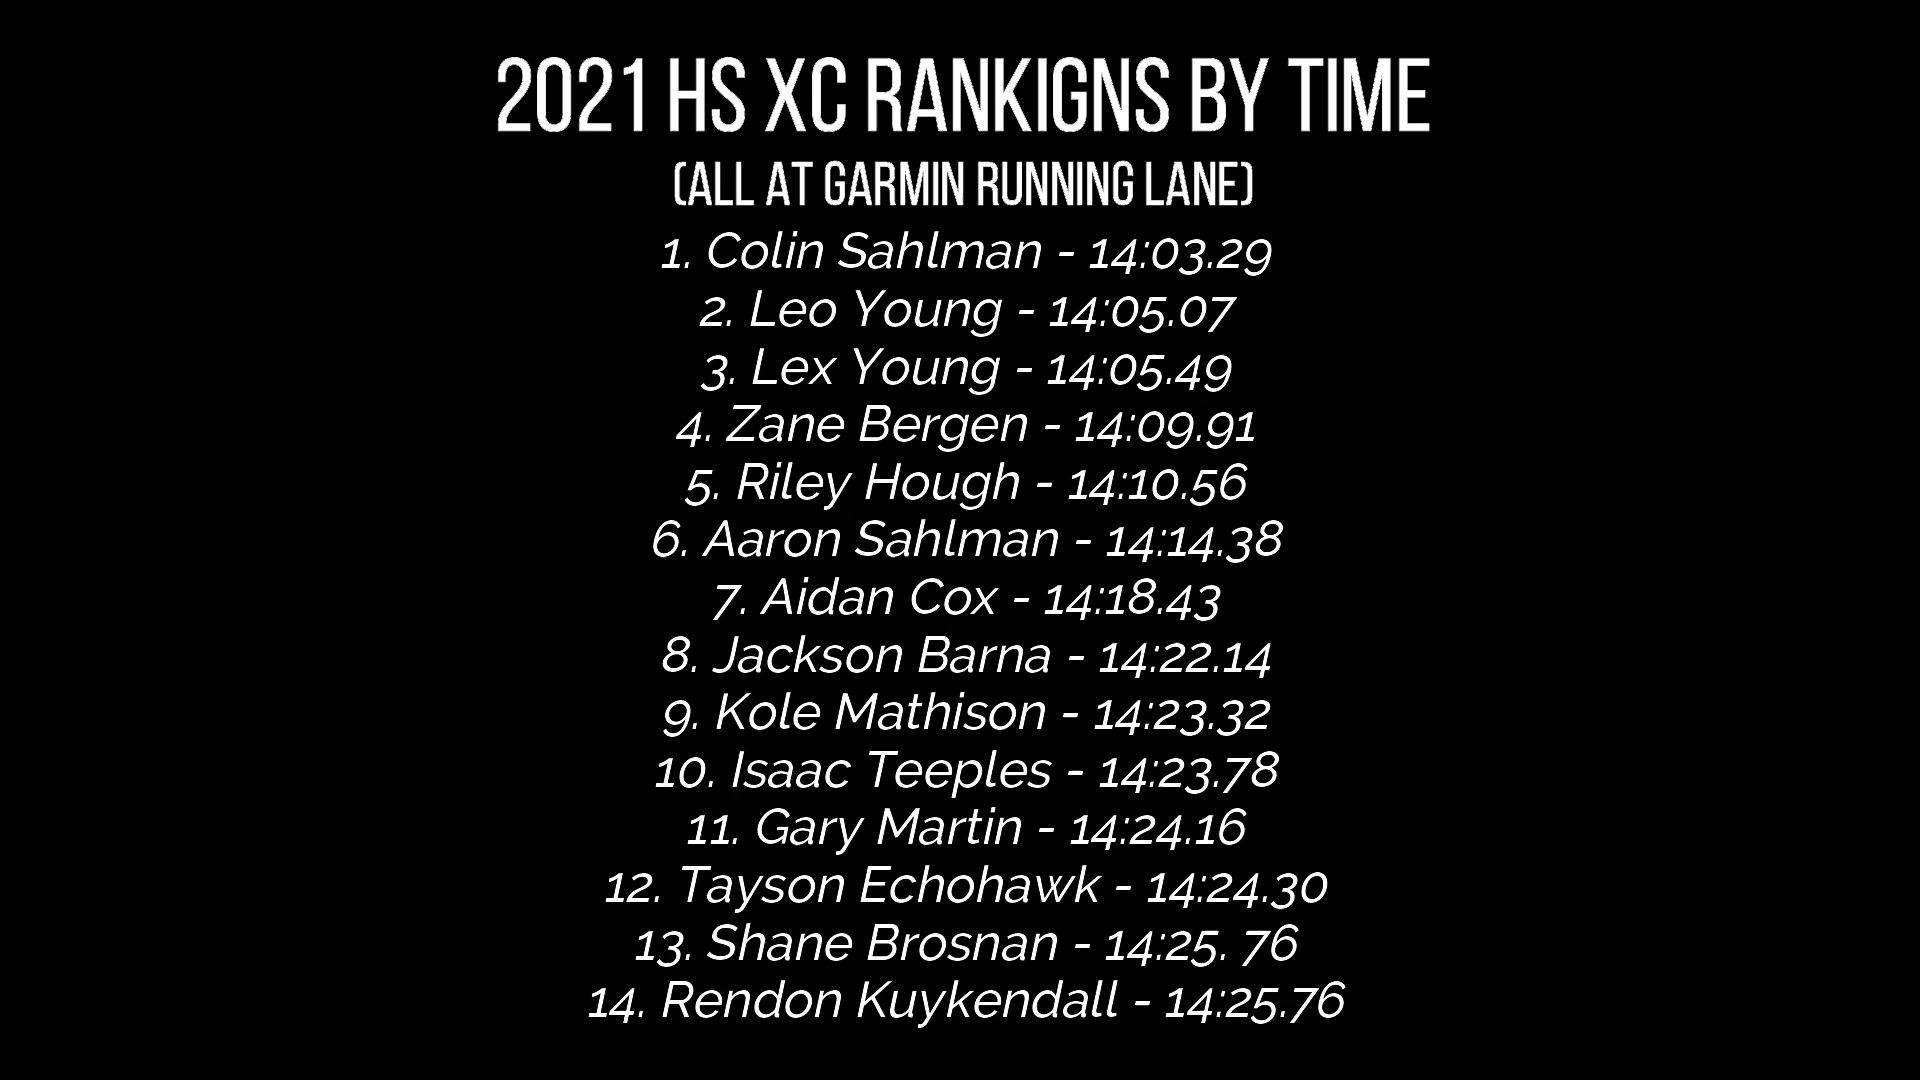 2021 HS XC RANKIGNS BY TIME
(ALL AT GARMIN RUNNING LANE)
1. Colin Sahlman - 14:03.29
2. Leo Young - 14:05.07
3. Lex Young - 14:05.49
4. Zane Bergen - 14:09.91
5. Riley Hough - 14:10.56
6. Aaron Sahlman - 14:14.38
7. Aidan Cox - 14:18.43
8. Jackson Barna - 14:22.14
9. Kole Mathison - 14:23.32
10. Isaac Teeples - 14:23.78
11. Gary Martin - 14:24.16
12. Tayson Echohawk - 14:24.30
13. Shane Brosnan - 14:25. 76
14. Rendon Kuykendall - 14:25.76